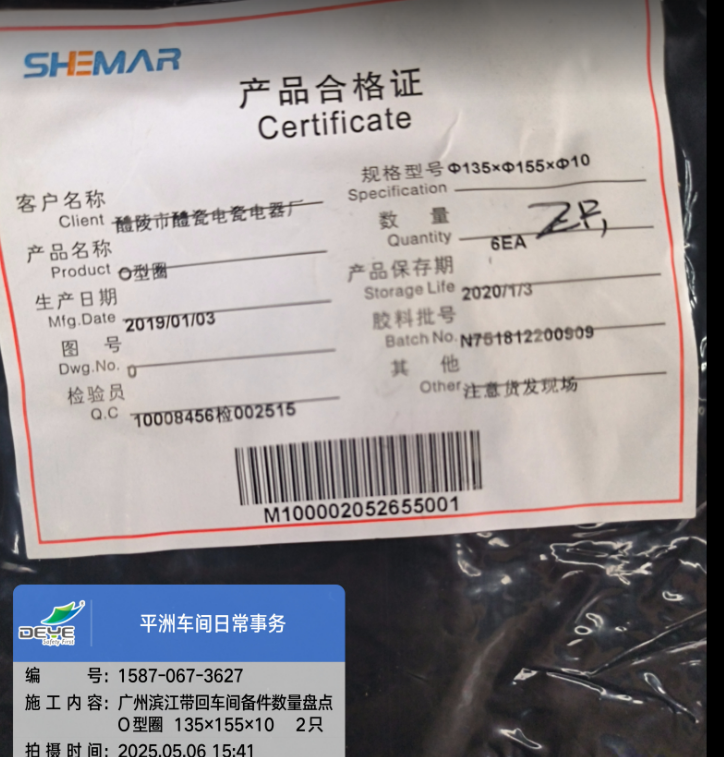 SHEMAR
产品合格证
Certificate
客户名称
Client 醴陵市醴瓷电瓷电器厂
产品名称
Product O型圈
生产日期
Mfg.Date 2019/01/03
图 号
Dwg.No. 0
检验员
Q.C 10008456检002515
规格型号 Φ135×Φ155×Φ10
Specification
数 量
Quantity 6EA
产品保存期
Storage Life 2020/1/3
胶料批号
Batch No. N751812200909
其 他
Other 注意货发现场
M100002052655001
DEYE
Safety First
平洲车间日常事务
编 号: 1587-067-3627
施工内容: 广州滨江带回车间备件数量盘点
O型圈 135×155×10 2只
拍摄时间: 2025.05.06 15:41